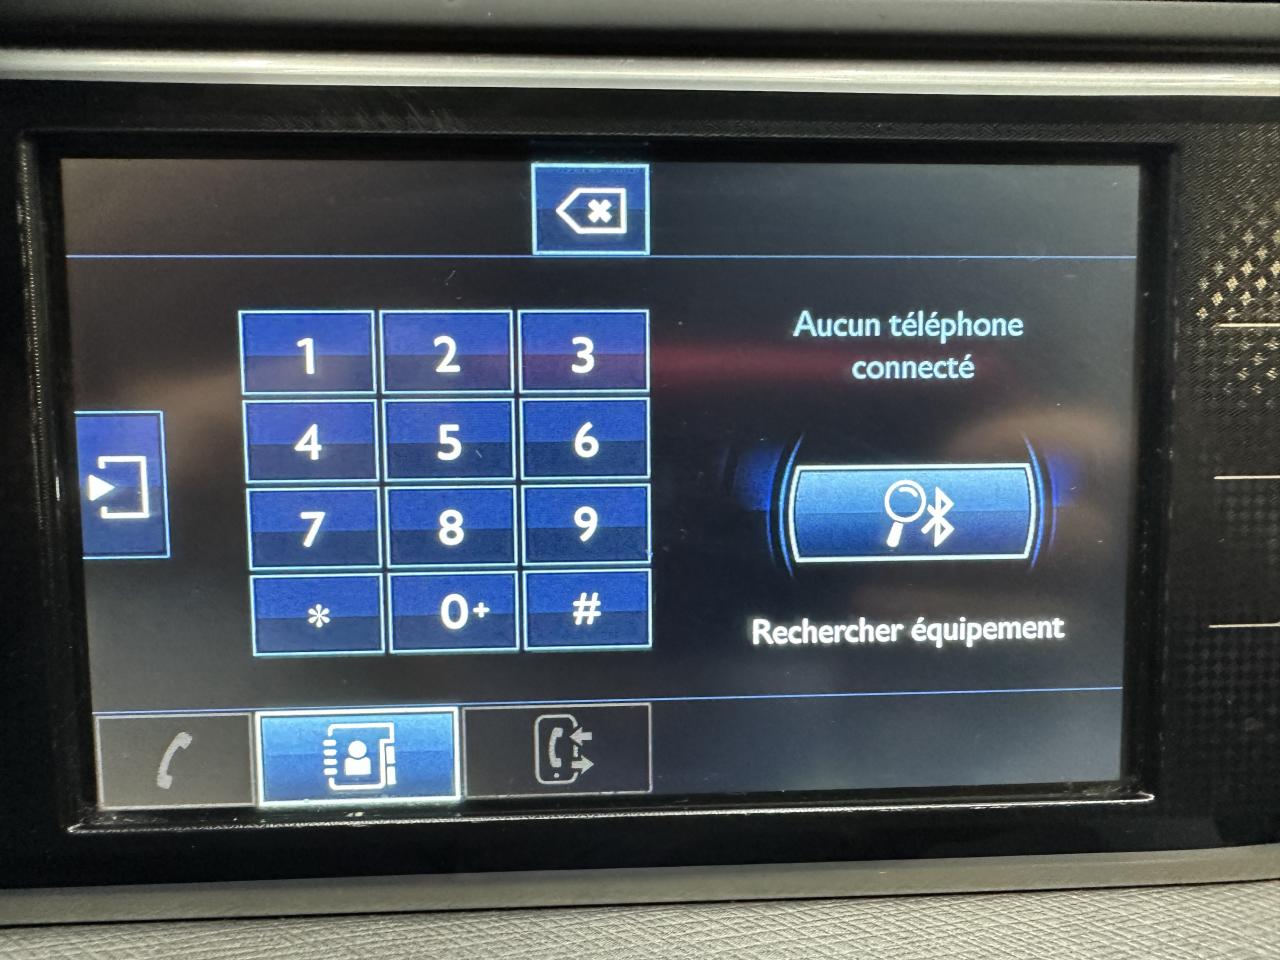 1 2 3
4 5 6
7 8 9
* 0+ #
Aucun téléphone
connecté
Rechercher équipement